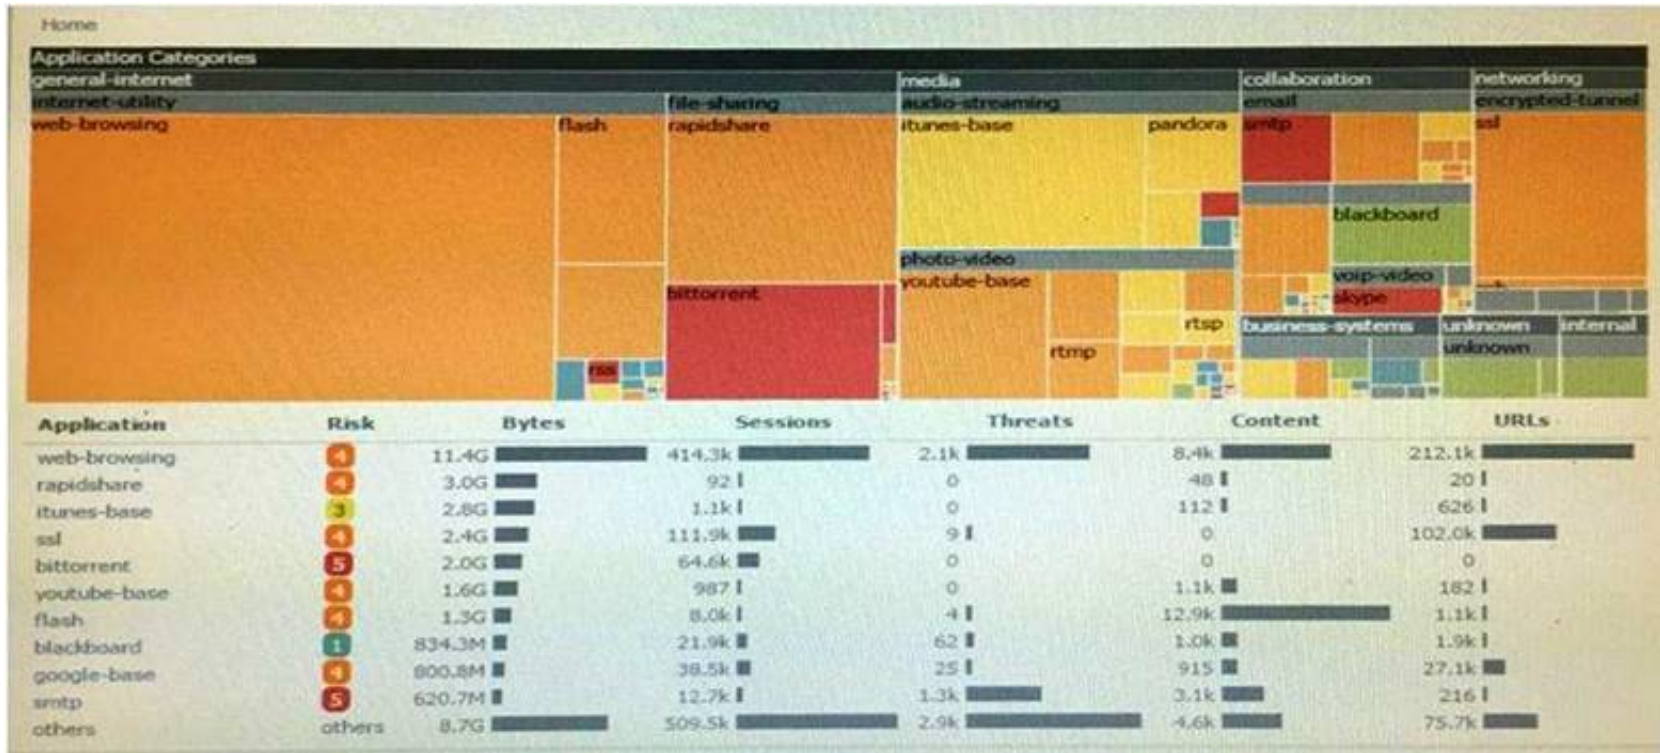 Home
Application Categories
general-internet media collaboration networking
internet-utility file-sharing audio-streaming email encrypted-tunnel
web-browsing flash rapidshare itunes-base pandora smtp ssl
blackboard
photo-video
voip-video
youtube-base
bittorrent skype
rtsp business-systems unknown internal
rtmp unknown
rss
Application Risk Bytes Sessions Threats Content URLs
web-browsing 4 11.4G 414.3k 2.1k 8.4k 212.1k
rapidshare 4 3.0G 92 0 48 20
itunes-base 3 2.8G 1.1k 0 112 626
ssl 4 2.4G 111.9k 9 0 102.0k
bittorrent 5 2.0G 64.6k 0 0 0
youtube-base 4 1.6G 987 0 1.1k 182
flash 4 1.3G 8.0k 4 12.9k 1.1k
blackboard 1 834.3M 21.9k 62 1.0k 1.9k
google-base 4 800.8M 38.5k 25 915 27.1k
smtp 5 620.7M 12.7k 1.3k 3.1k 216
others others 8.7G 509.5k 2.9k 4.6k 75.7k